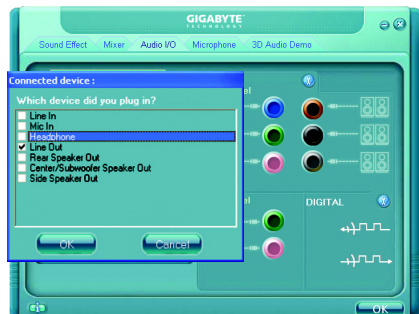 GIGABYTE
TECHNOLOGY
Sound Effect Mixer Audio I/O Microphone 3D Audio Demo
Connected device :
Which device did you plug in?
Line In
Mic In
Headphone
Line Out
Rear Speaker Out
Center/Subwoofer Speaker Out
Side Speaker Out
OK Cancel
el
el
DIGITAL
OK